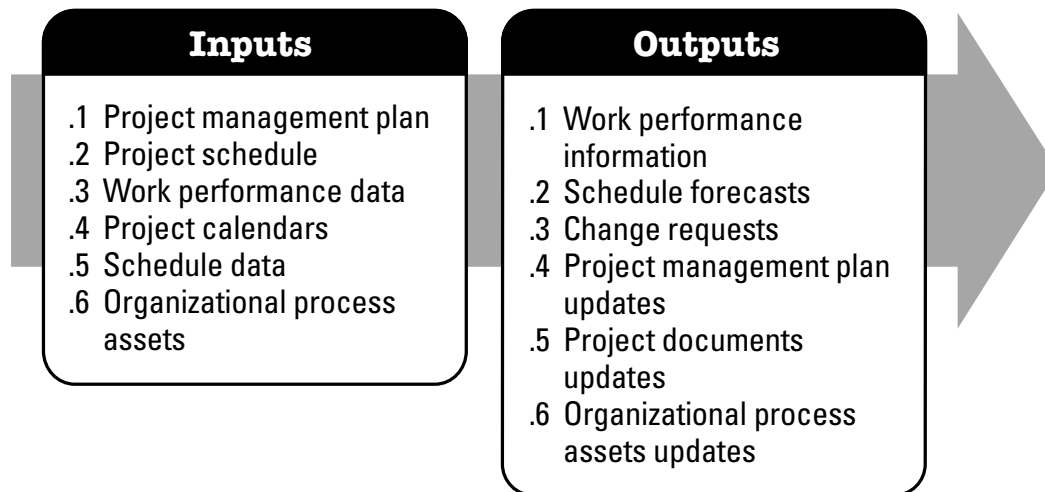 Inputs
.1 Project management plan
.2 Project schedule
.3 Work performance data
.4 Project calendars
.5 Schedule data
.6 Organizational process
assets
Outputs
.1 Work performance
information
.2 Schedule forecasts
.3 Change requests
.4 Project management plan
updates
.5 Project documents
updates
.6 Organizational process
assets updates